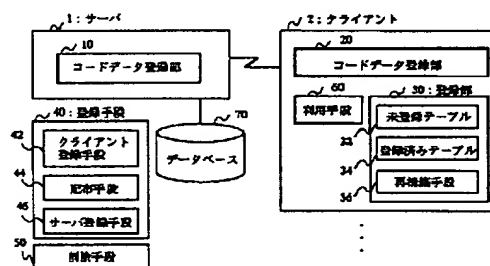 1:サーバ
10
コードデータ登録部
2:クライアント
20
コードデータ登録部
60
利用手段
30:登録部
未登録テーブル
32
登録済みテーブル
34
再接続手段
36
40:登録手段
42
クライアント
登録手段
44
配布手段
46
サーバ登録手段
50
削除手段
70
データベース